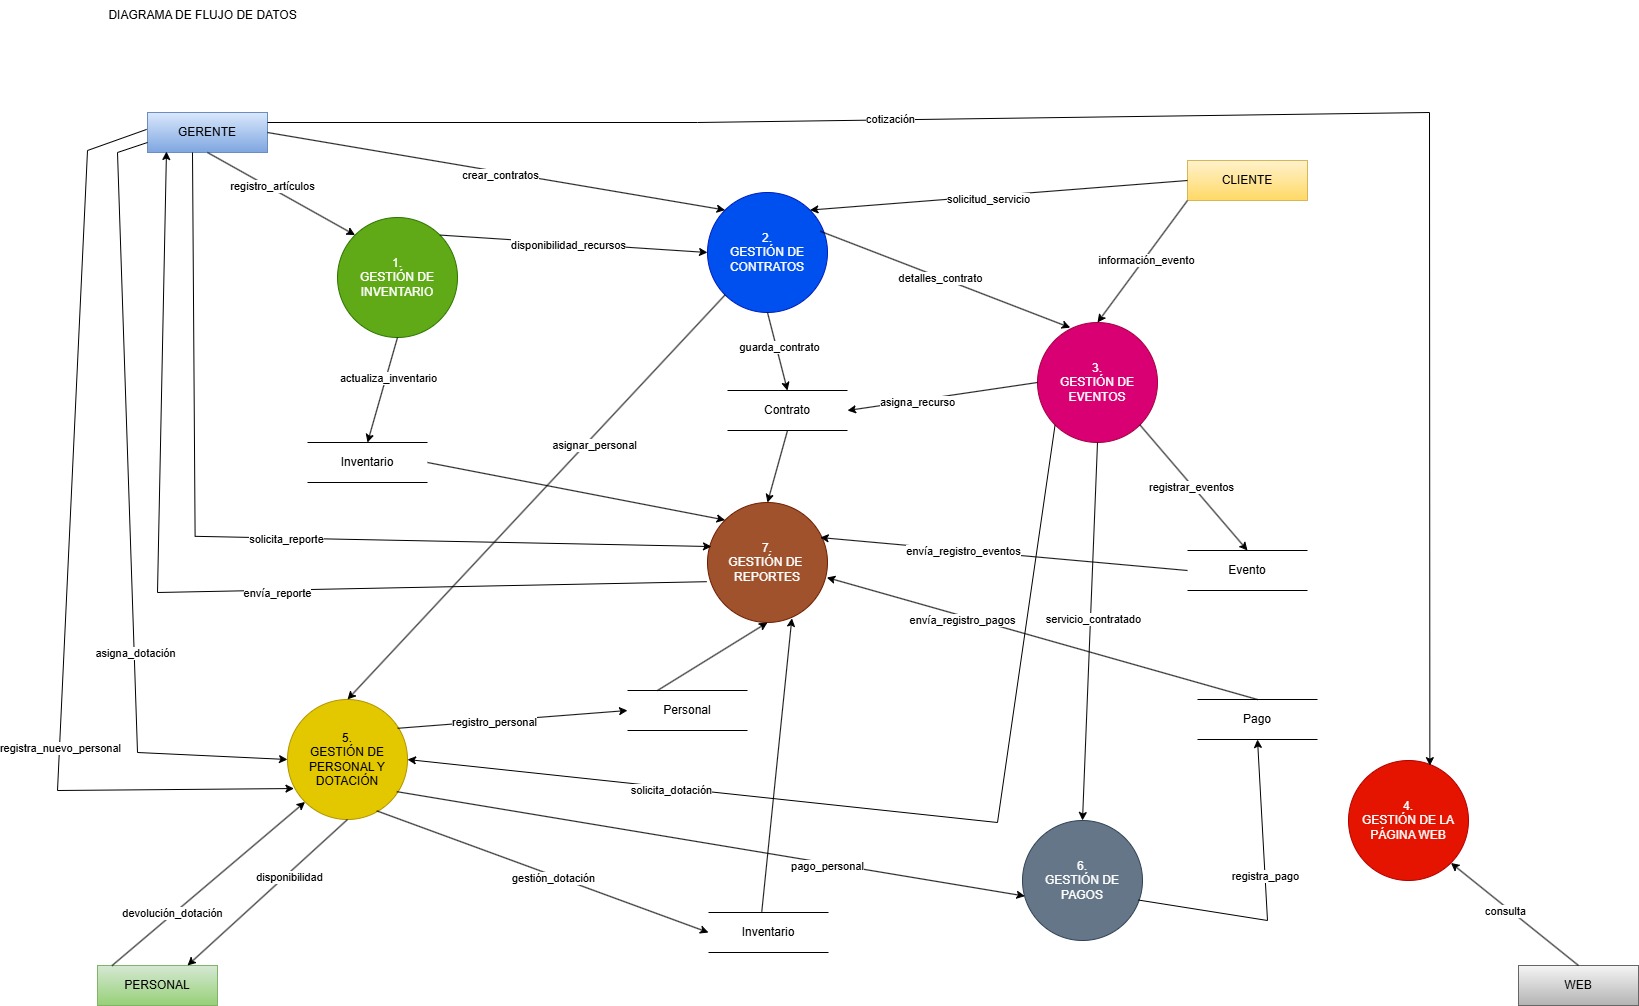 DIAGRAMA DE FLUJO DE DATOS
cotización
GERENTE
crear_contratos
CLIENTE
registro_artículos
solicitud_servicio
2.
GESTIÓN DE
CONTRATOS
disponibilidad_recursos
1.
GESTIÓN DE
INVENTARIO
información_evento
detalles_contrato
guarda_contrato
3.
GESTIÓN DE
EVENTOS
actualiza_inventario
asigna_recurso
Contrato
asignar_personal
Inventario
registrar_eventos
solicita_reporte
7.
GESTIÓN DE
REPORTES
envía_registro_eventos
Evento
envía_reporte
envía_registro_pagos
servicio_contratado
asigna_dotación
Personal
registro_personal
Pago
registra_nuevo_personal
5.
GESTIÓN DE
PERSONAL Y
DOTACIÓN
solicita_dotación
4.
GESTIÓN DE LA
PÁGINA WEB
pago_personal
6.
GESTIÓN DE
PAGOS
registra_pago
disponibilidad
gestión_dotación
devolución_dotación
consulta
Inventario
PERSONAL
WEB